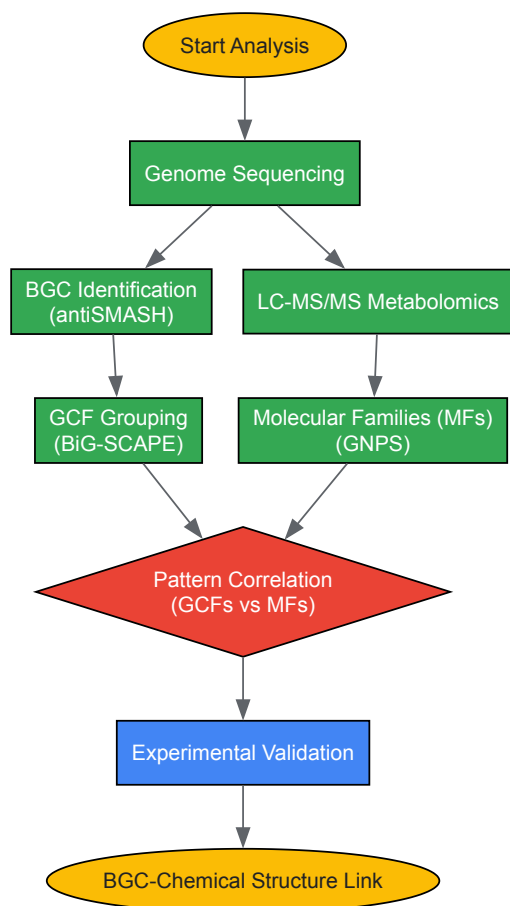 Start Analysis
Genome Sequencing
BGC Identification
(antiSMASH)
LC-MS/MS Metabolomics
GCF Grouping
(BiG-SCAPE)
Molecular Families (MFs)
(GNPS)
Pattern Correlation
(GCFs vs MFs)
Experimental Validation
BGC-Chemical Structure Link